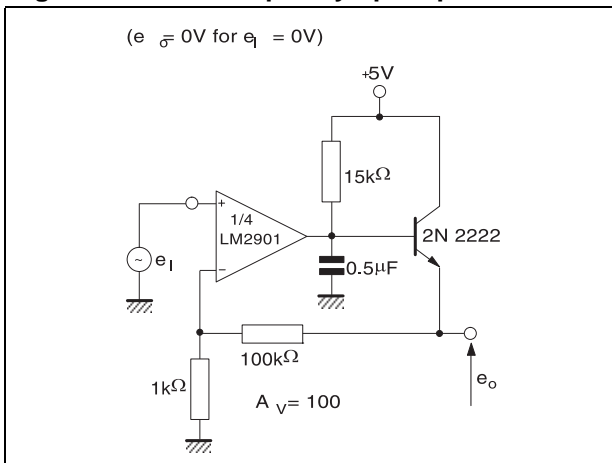 (e o = 0V for e I = 0V)
+5V
15kΩ
+
1/4
LM2901
−
2N 2222
~
e I
0.5µF
100kΩ
1kΩ
A V = 100
e o